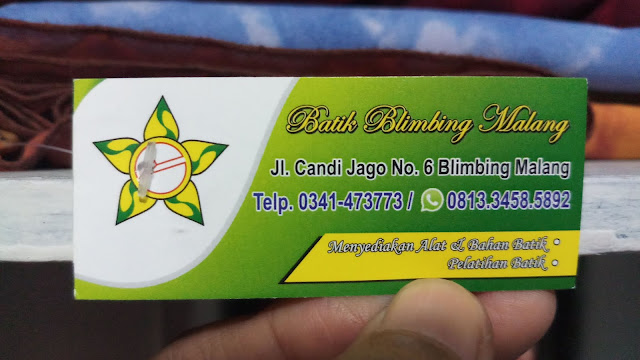 Batik Blimbing Malang
Jl. Candi Jago No. 6 Blimbing Malang
Telp. 0341-473773 / 0813.3458.5892
Menyediakan Alat & Bahan Batik
Pelatihan Batik